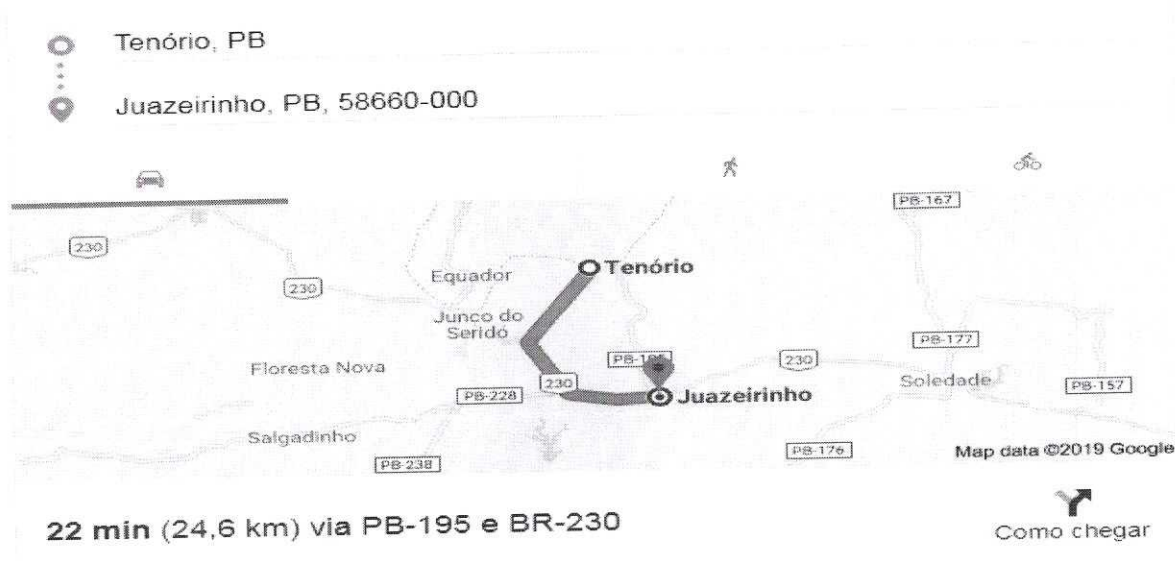 Tenório, PB
Juazeirinho, PB, 58660-000
PB-167
230
230
Equador
Tenório
Junco do
Seridó
PB-177
230
Floresta Nova
Soledade
PB-157
230
PB-228
Juazeirinho
Salgadinho
PB-238
PB-176
Map data ©2019 Google
22 min (24,6 km) via PB-195 e BR-230
Como chegar